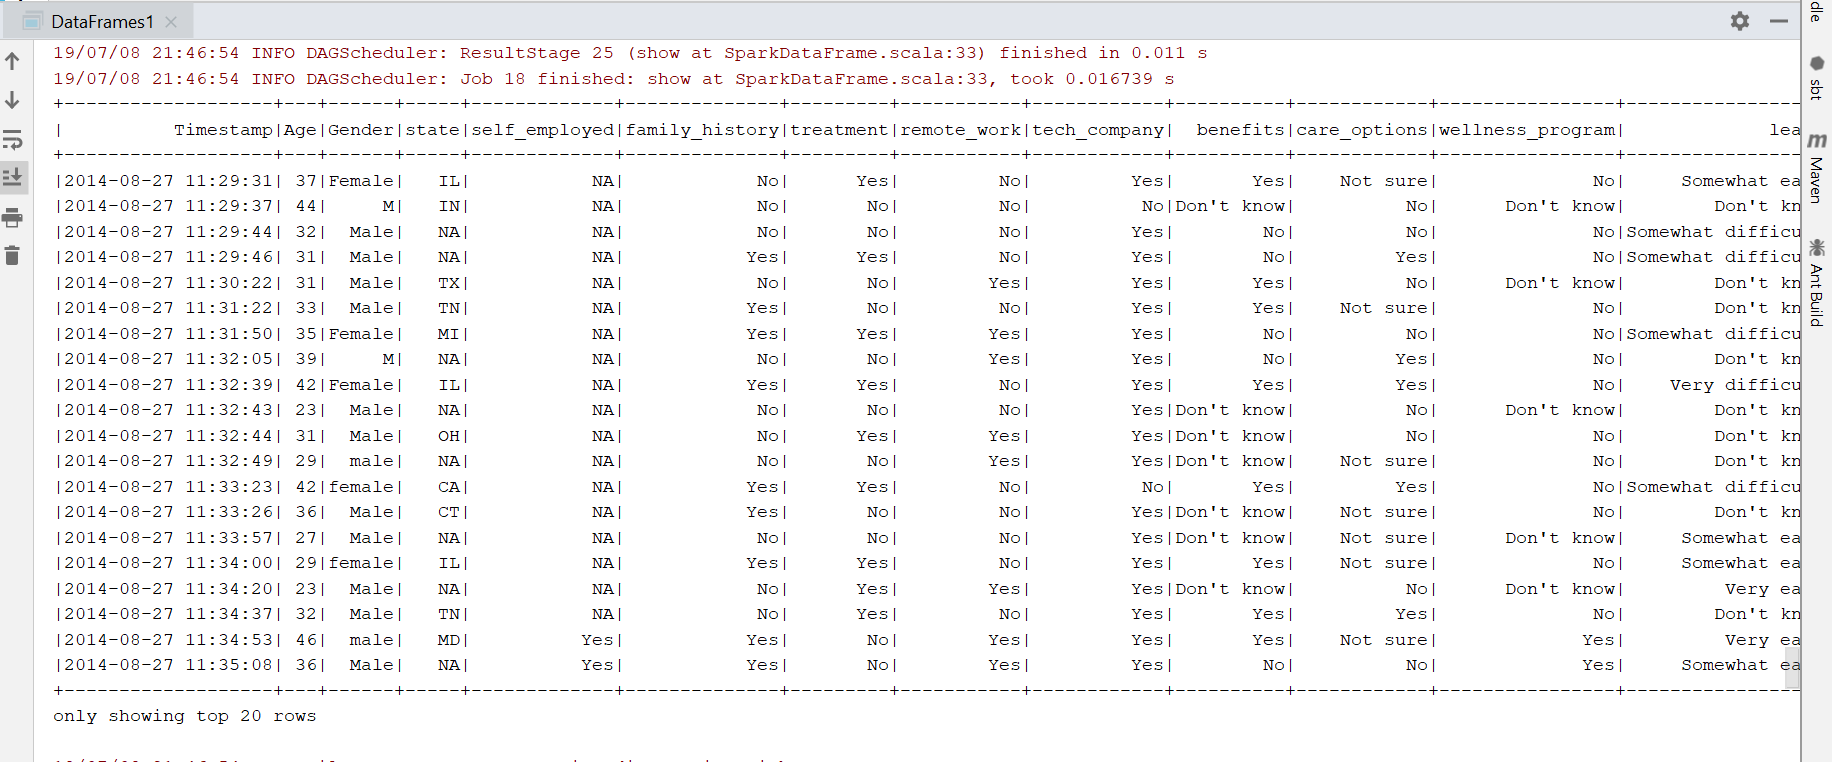 DataFrames1
19/07/08 21:46:54 INFO DAGScheduler: ResultStage 25 (show at SparkDataFrame.scala:33) finished in 0.011 s
19/07/08 21:46:54 INFO DAGScheduler: Job 18 finished: show at SparkDataFrame.scala:33, took 0.016739 s
+-------------------+---+------+-----+-------------+--------------+---------+-----------+------------+----------+------------+----------------+----------------
|          Timestamp|Age|Gender|state|self_employed|family_history|treatment|remote_work|tech_company|  benefits|care_options|wellness_program|             lea
+-------------------+---+------+-----+-------------+--------------+---------+-----------+------------+----------+------------+----------------+----------------
|2014-08-27 11:29:31| 37|Female|   IL|           NA|            No|      Yes|         No|         Yes|       Yes|    Not sure|              No|     Somewhat ea
|2014-08-27 11:29:37| 44|     M|   IN|           NA|            No|       No|         No|          No|Don't know|          No|      Don't know|        Don't kn
|2014-08-27 11:29:44| 32|  Male|   NA|           NA|            No|       No|         No|         Yes|        No|          No|              No|Somewhat difficu
|2014-08-27 11:29:46| 31|  Male|   NA|           NA|           Yes|      Yes|         No|         Yes|        No|         Yes|              No|Somewhat difficu
|2014-08-27 11:30:22| 31|  Male|   TX|           NA|            No|       No|        Yes|         Yes|       Yes|          No|      Don't know|        Don't kn
|2014-08-27 11:31:22| 33|  Male|   TN|           NA|           Yes|       No|         No|         Yes|       Yes|    Not sure|              No|        Don't kn
|2014-08-27 11:31:50| 35|Female|   MI|           NA|           Yes|      Yes|        Yes|         Yes|        No|          No|              No|Somewhat difficu
|2014-08-27 11:32:05| 39|     M|   NA|           NA|            No|       No|        Yes|         Yes|        No|         Yes|              No|        Don't kn
|2014-08-27 11:32:39| 42|Female|   IL|           NA|           Yes|      Yes|         No|         Yes|       Yes|         Yes|              No|    Very difficu
|2014-08-27 11:32:43| 23|  Male|   NA|           NA|            No|       No|         No|         Yes|Don't know|          No|      Don't know|        Don't kn
|2014-08-27 11:32:44| 31|  Male|   OH|           NA|            No|      Yes|        Yes|         Yes|Don't know|          No|              No|        Don't kn
|2014-08-27 11:32:49| 29|  male|   NA|           NA|            No|       No|        Yes|         Yes|Don't know|    Not sure|              No|        Don't kn
|2014-08-27 11:33:23| 42|female|   CA|           NA|           Yes|      Yes|         No|          No|       Yes|         Yes|              No|Somewhat difficu
|2014-08-27 11:33:26| 36|  Male|   CT|           NA|           Yes|       No|         No|         Yes|Don't know|    Not sure|              No|        Don't kn
|2014-08-27 11:33:57| 27|  Male|   NA|           NA|            No|       No|         No|         Yes|Don't know|    Not sure|      Don't know|     Somewhat ea
|2014-08-27 11:34:00| 29|female|   IL|           NA|           Yes|      Yes|         No|         Yes|       Yes|    Not sure|              No|     Somewhat ea
|2014-08-27 11:34:20| 23|  Male|   NA|           NA|            No|      Yes|        Yes|         Yes|Don't know|          No|      Don't know|         Very ea
|2014-08-27 11:34:37| 32|  Male|   TN|           NA|            No|      Yes|         No|         Yes|       Yes|         Yes|              No|        Don't kn
|2014-08-27 11:34:53| 46|  male|   MD|          Yes|           Yes|       No|        Yes|         Yes|       Yes|    Not sure|             Yes|         Very ea
|2014-08-27 11:35:08| 36|  Male|   NA|          Yes|           Yes|       No|        Yes|         Yes|        No|          No|             Yes|     Somewhat ea
+-------------------+---+------+-----+-------------+--------------+---------+-----------+------------+----------+------------+----------------+----------------
only showing top 20 rows
dle
sbt
m
Maven
Ant Build